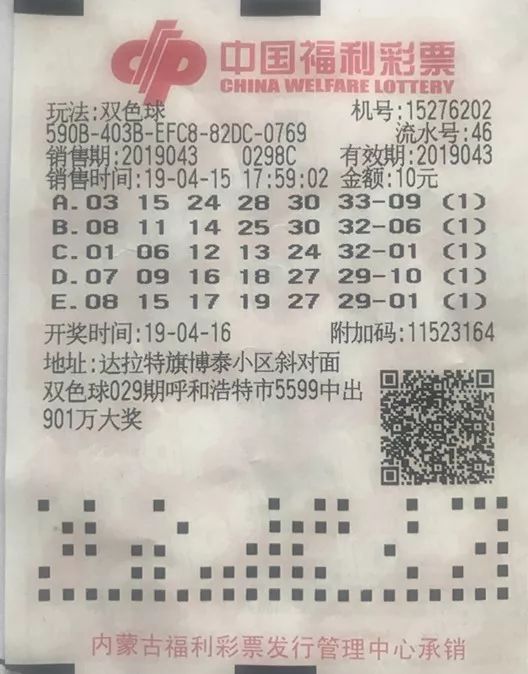 中国福利彩票
CHINA WELFARE LOTTERY
玩法:双色球 机号:15276202
590B-403B-EFC8-82DC-0769 流水号:46
销售期:2019043 0298C 有效期:2019043
销售时间:19-04-15 17:59:02 金额:10元
A.03 15 24 28 30 33-09 (1)
B.08 11 14 25 30 32-06 (1)
C.01 06 12 13 24 32-01 (1)
D.07 09 16 18 27 29-10 (1)
E.08 15 17 19 27 29-01 (1)
开奖时间:19-04-16 附加码:11523164
地址:达拉特旗博泰小区斜对面
双色球029期呼和浩特市5599中出
901万大奖
内蒙古福利彩票发行管理中心承销